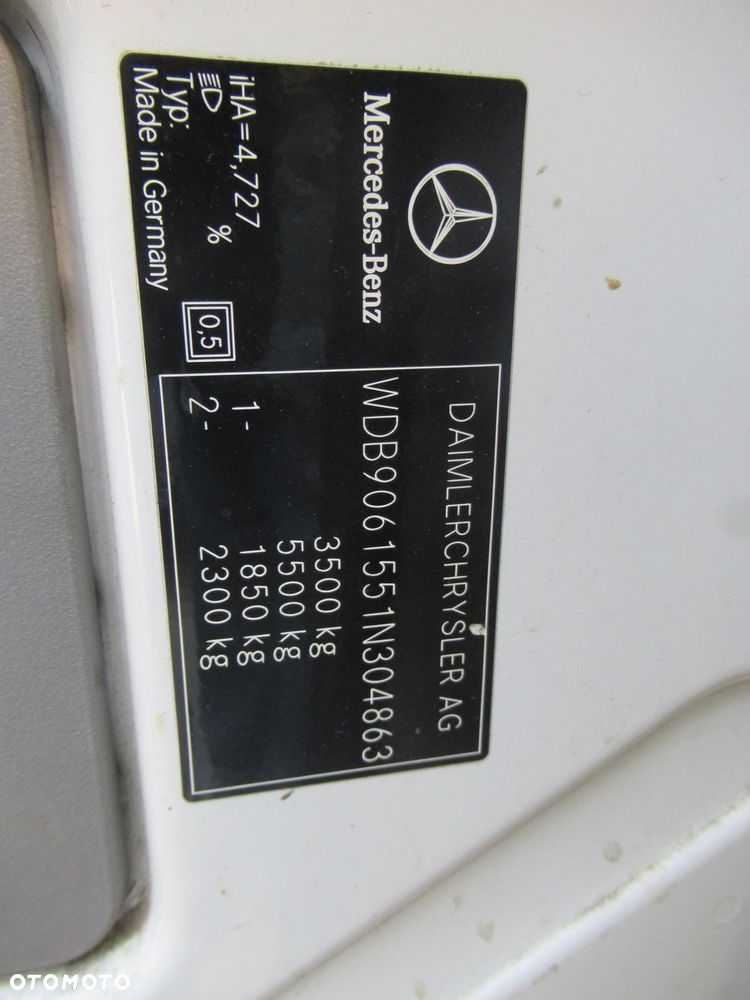 Mercedes-Benz
iHA=4,727
%
0,5
Typ:
Made in Germany
DAIMLERCHRYSLER AG
WDB9061551N304863
3500 kg
5500 kg
1- 1850 kg
2- 2300 kg
OTOMOTO